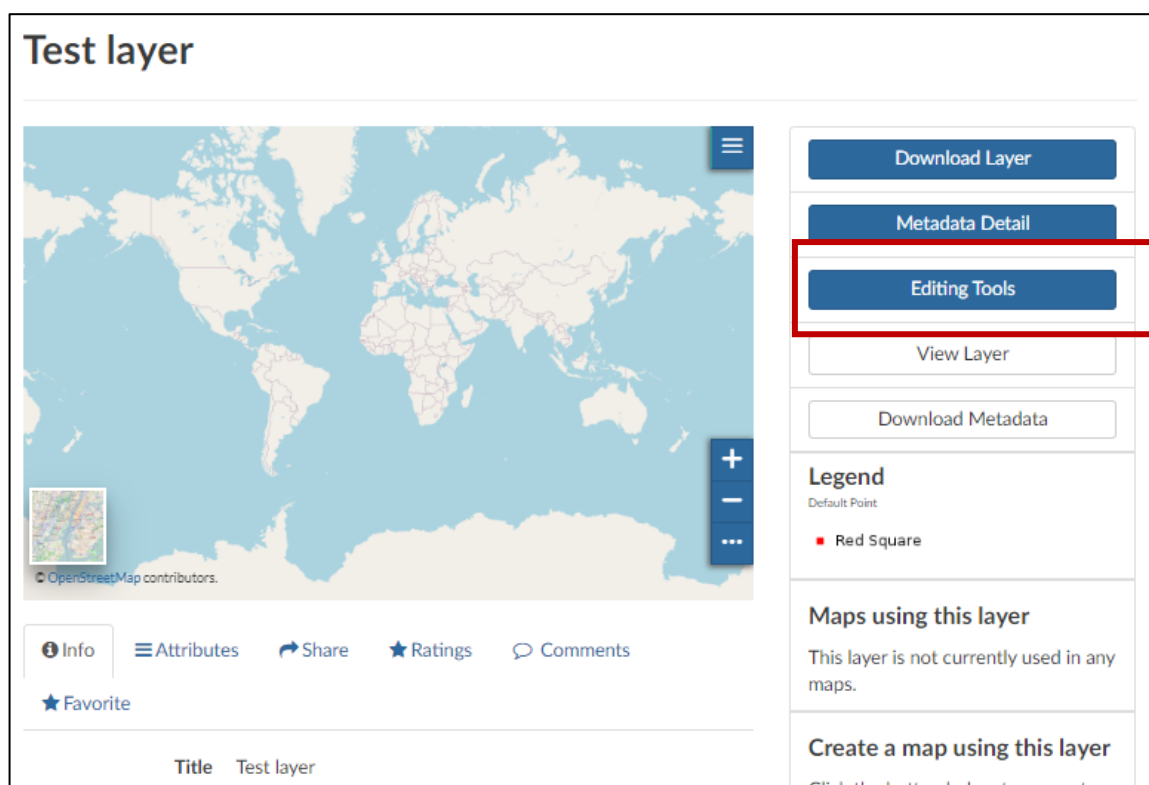 Test layer
© OpenStreetMap contributors.
Info
Attributes
Share
Ratings
Comments
Favorite
Title Test layer
Download Layer
Metadata Detail
Editing Tools
View Layer
Download Metadata
Legend
Default Point
Red Square
Maps using this layer
This layer is not currently used in any
maps.
Create a map using this layer